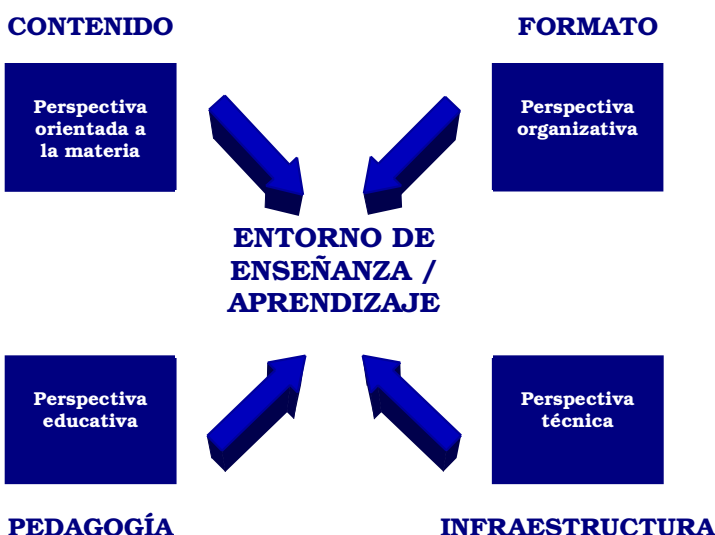 CONTENIDO
FORMATO
Perspectiva
orientada a
la materia
Perspectiva
organizativa
ENTORNO DE
ENSEÑANZA /
APRENDIZAJE
Perspectiva
educativa
Perspectiva
técnica
PEDAGOGÍA
INFRAESTRUCTURA